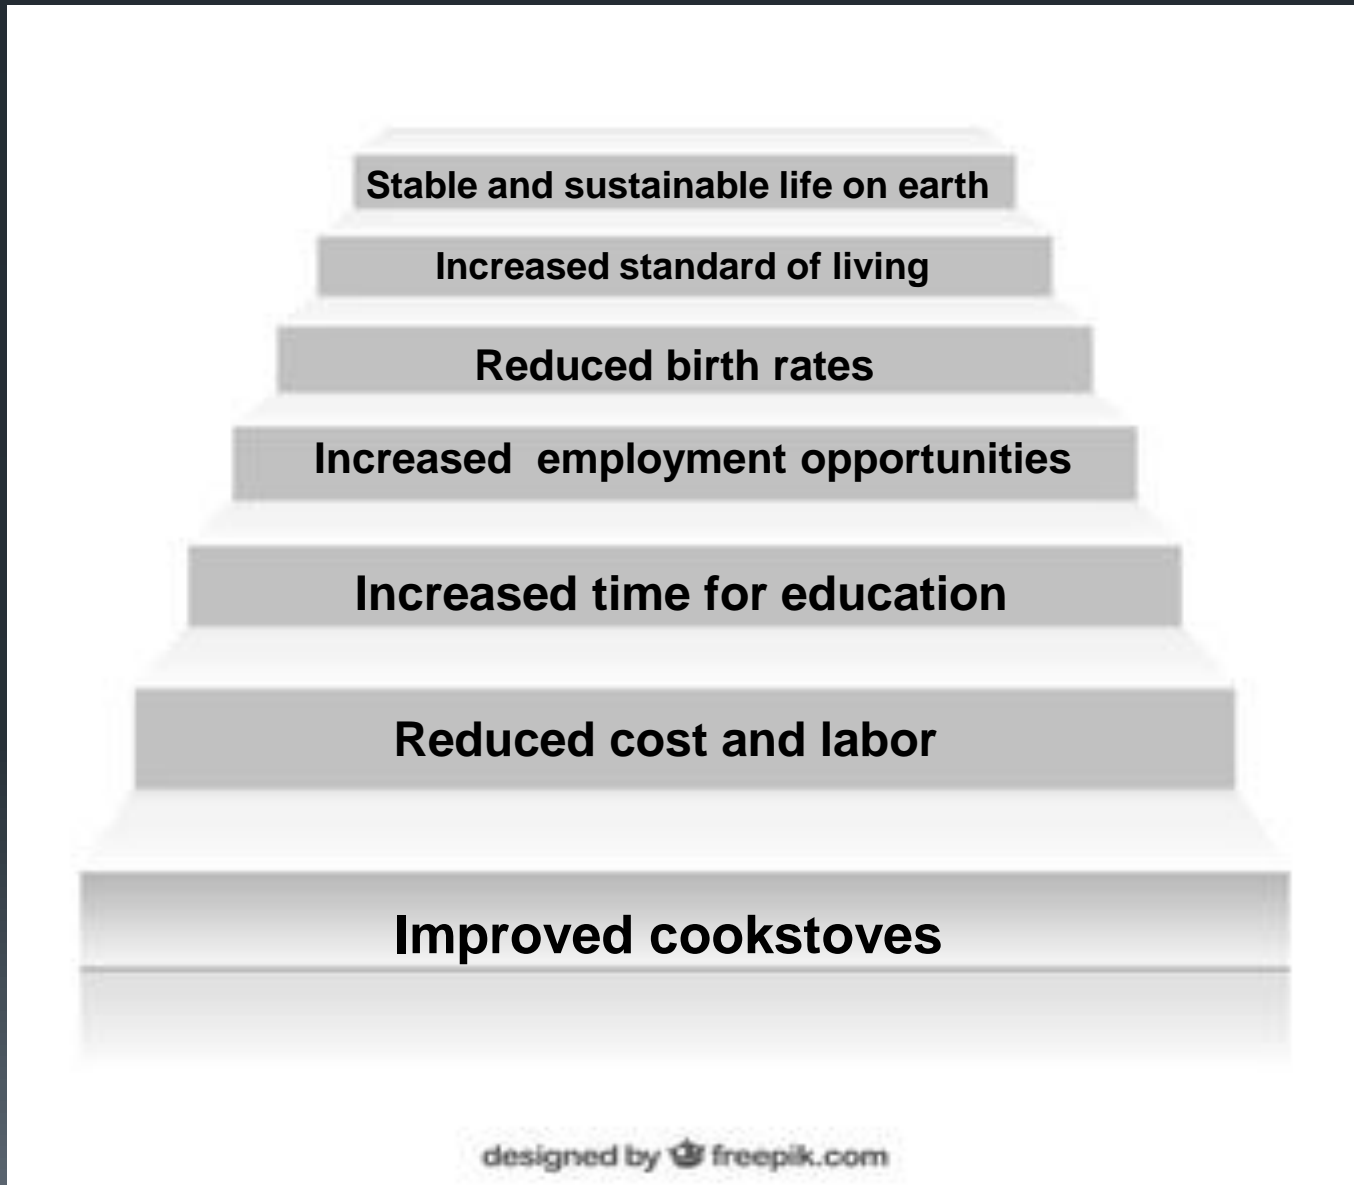 Stable and sustainable life on earth
Increased standard of living
Reduced birth rates
Increased  employment opportunities
Increased time for education
Reduced cost and labor
Improved cookstoves
designed by freepik.com